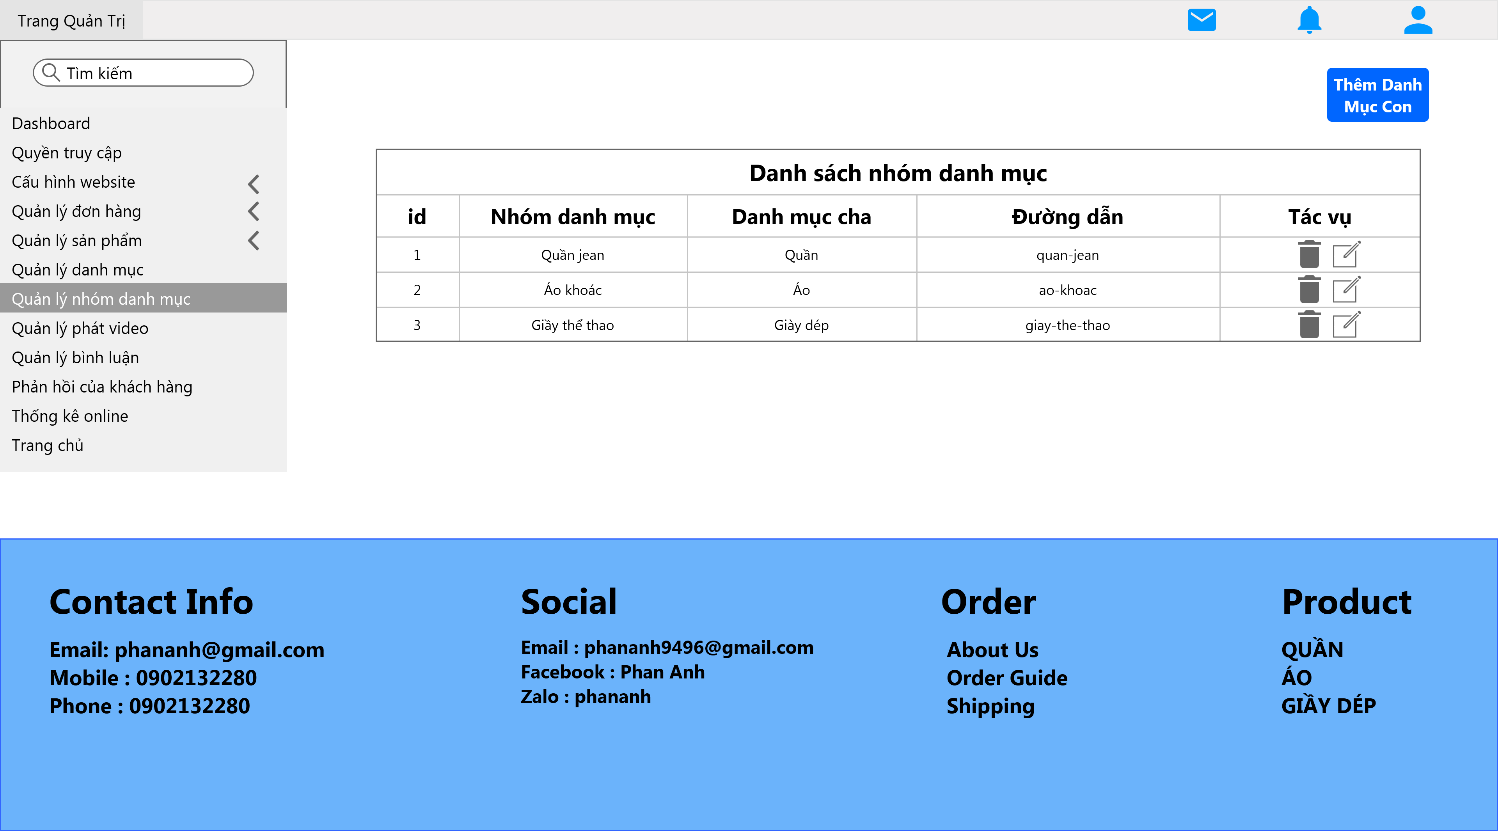 Trang Quản Trị
Tìm kiếm
Thêm Danh
Mục Con
Dashboard
Quyền truy cập
Cấu hình website
Quản lý đơn hàng
Quản lý sản phẩm
Quản lý danh mục
Quản lý nhóm danh mục
Quản lý phát video
Quản lý bình luận
Phản hồi của khách hàng
Thống kê online
Trang chủ
Danh sách nhóm danh mục
id Nhóm danh mục Danh mục cha Đường dẫn Tác vụ
1 Quần jean Quần quan-jean
2 Áo khoác Áo ao-khoac
3 Giầy thể thao Giày dép giay-the-thao
Contact Info
Email: phananh@gmail.com
Mobile : 0902132280
Phone : 0902132280
Social
Email : phananh9496@gmail.com
Facebook : Phan Anh
Zalo : phananh
Order
About Us
Order Guide
Shipping
Product
QUẦN
ÁO
GIẦY DÉP